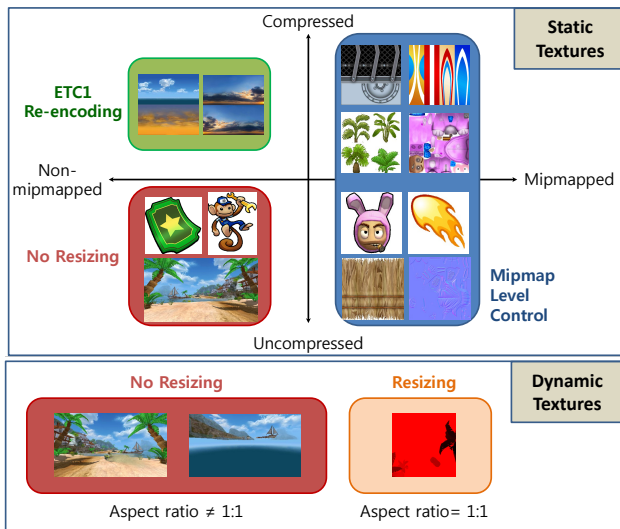 Compressed
Static
Textures
ETC1
Re-encoding
Non-
mipmapped
Mipmapped
No Resizing
Mipmap
Level
Control
Uncompressed
No Resizing
Resizing
Dynamic
Textures
Aspect ratio ≠ 1:1
Aspect ratio= 1:1